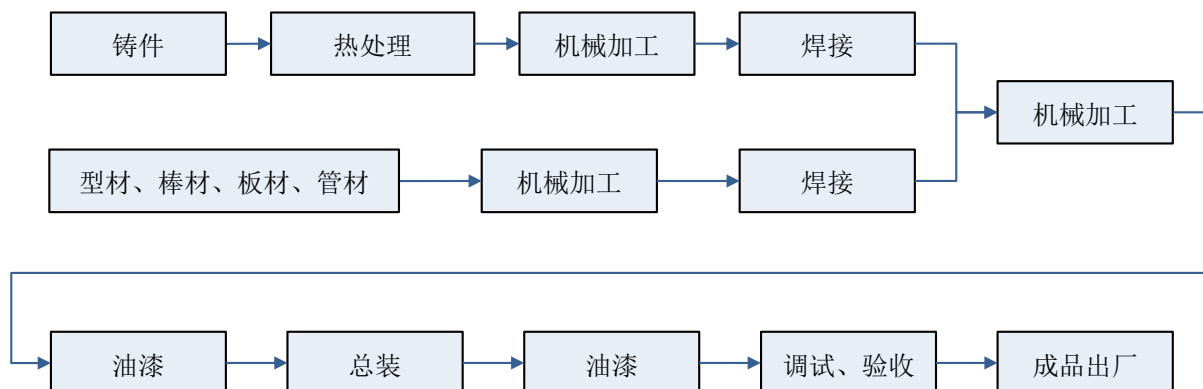 铸件
热处理
机械加工
焊接
机械加工
型材、棒材、板材、管材
机械加工
焊接
油漆
总装
油漆
调试、验收
成品出厂